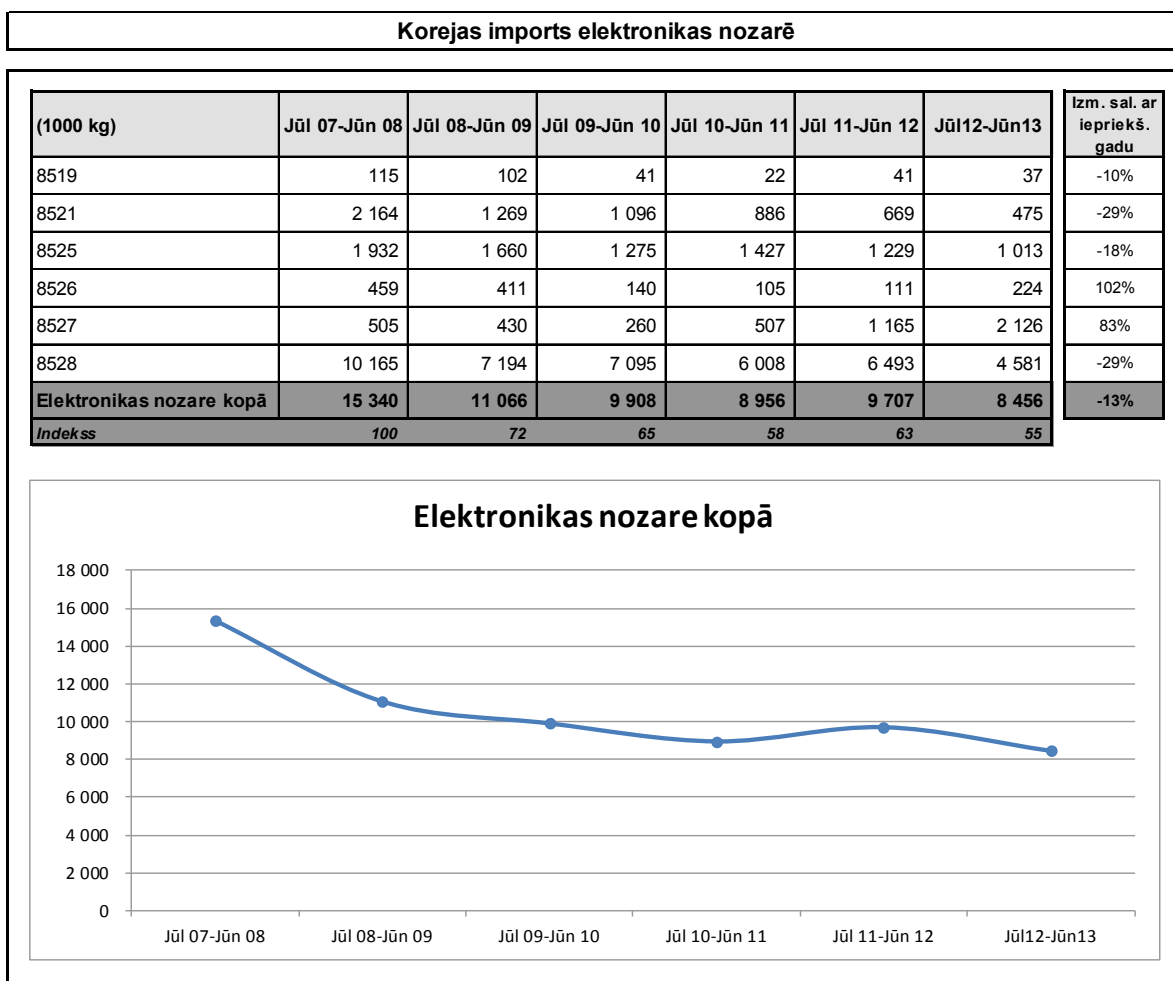 Korejas imports elektronikas nozarē
(1000 kg) Jūl 07-Jūn 08 Jūl 08-Jūn 09 Jūl 09-Jūn 10 Jūl 10-Jūn 11 Jūl 11-Jūn 12 Jūl12-Jūn13 Izm. sal. ar
iepriekš.
gadu
8519 115 102 41 22 41 37 -10%
8521 2 164 1 269 1 096 886 669 475 -29%
8525 1 932 1 660 1 275 1 427 1 229 1 013 -18%
8526 459 411 140 105 111 224 102%
8527 505 430 260 507 1 165 2 126 83%
8528 10 165 7 194 7 095 6 008 6 493 4 581 -29%
Elektronikas nozare kopā 15 340 11 066 9 908 8 956 9 707 8 456 -13%
Indekss 100 72 65 58 63 55
Elektronikas nozare kopā
18 000
16 000
14 000
12 000
10 000
8 000
6 000
4 000
2 000
0
Jūl 07-Jūn 08 Jūl 08-Jūn 09 Jūl 09-Jūn 10 Jūl 10-Jūn 11 Jūl 11-Jūn 12 Jūl12-Jūn13